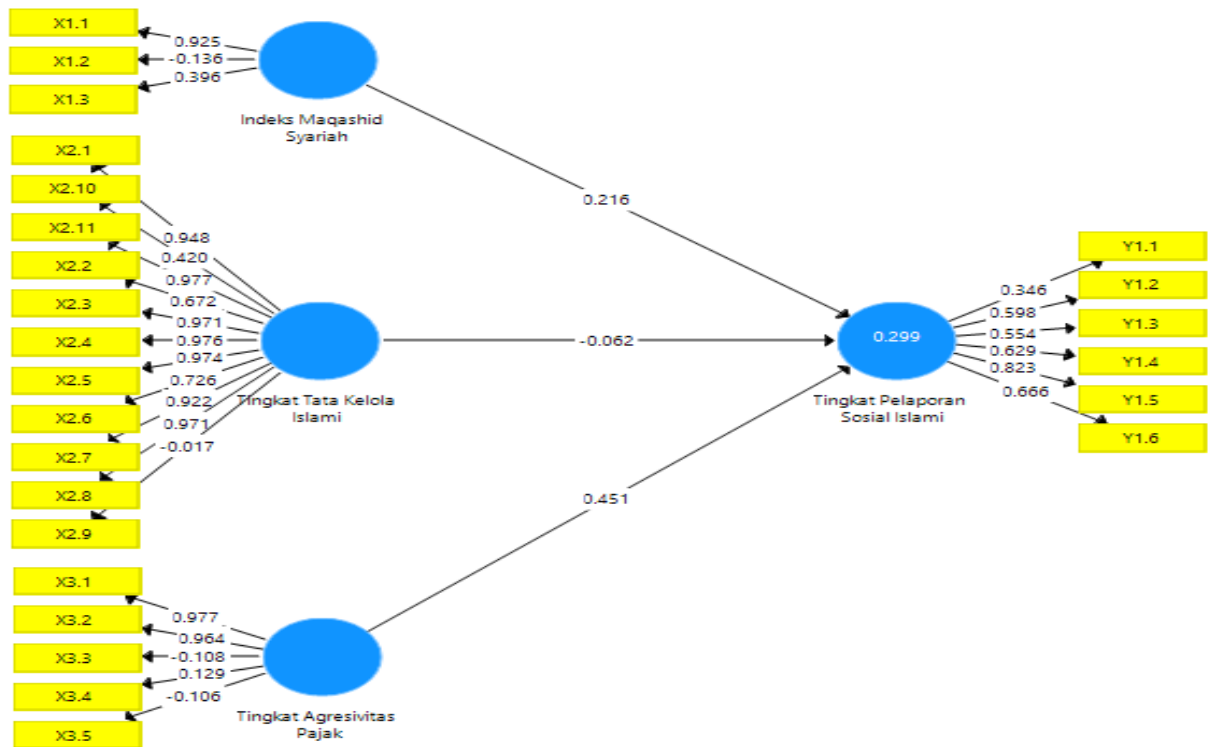 X1.1
X1.2
X1.3
0.925
-0.136
0.396
Indeks Maqashid
Syariah
X2.1
X2.10
X2.11
X2.2
X2.3
X2.4
X2.5
X2.6
X2.7
X2.8
X2.9
0.948
0.420
0.977
0.672
0.971
0.976
0.974
0.726
0.922
0.971
-0.017
Tingkat Tata Kelola
Islami
X3.1
X3.2
X3.3
X3.4
X3.5
0.977
0.964
-0.108
0.129
-0.106
Tingkat Agresivitas
Pajak
0.216
-0.062
0.451
0.299
Tingkat Pelaporan
Sosial Islami
0.346
0.598
0.554
0.629
0.823
0.666
Y1.1
Y1.2
Y1.3
Y1.4
Y1.5
Y1.6